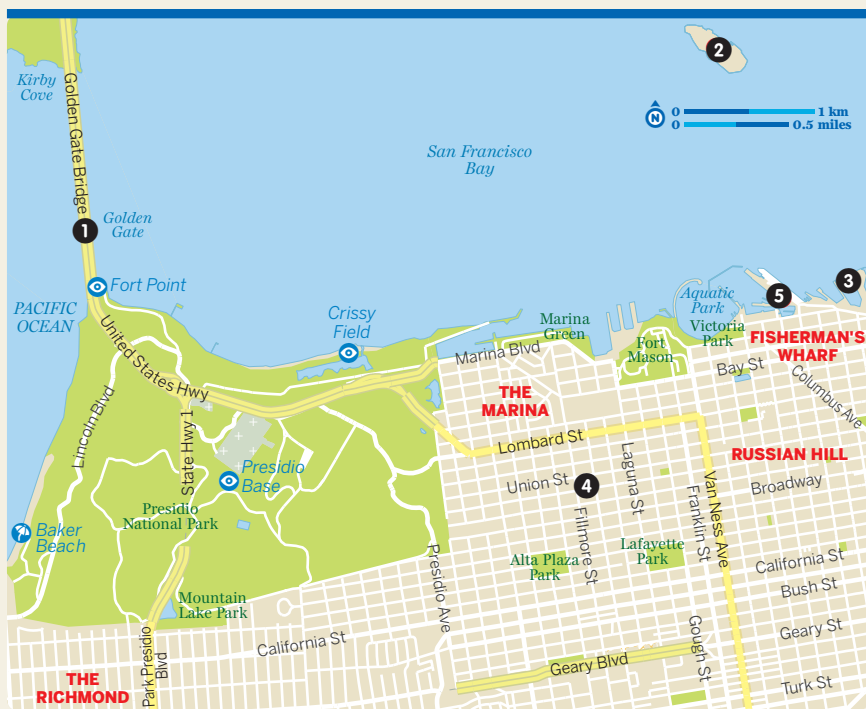 Kirby
Cove
Golden Gate Bridge
2
N
0
1 km
0
0.5 miles
San Francisco
Bay
1
Golden
Gate
Fort Point
PACIFIC
OCEAN
Crissy
Field
3
5
Aquatic
Park
Victoria
Park
FISHERMAN'S
WHARF
Marina
Green
Fort
Mason
Marina Blvd
Bay St
Columbus Ave
United States Hwy
Lincoln Blvd
State Hwy 1
THE
MARINA
Lombard St
RUSSIAN HILL
Presidio
Base
Union St
4
Laguna St
Van Ness Ave
Franklin St
Broadway
Presidio
National Park
Baker
Beach
Fillmore St
Alta Plaza
Park
Lafayette
Park
California St
Bush St
Geary St
Turk St
Presidio Ave
Mountain
Lake Park
California St
Park Presidio
Blvd
Gough St
Geary Blvd
THE
RICHMOND